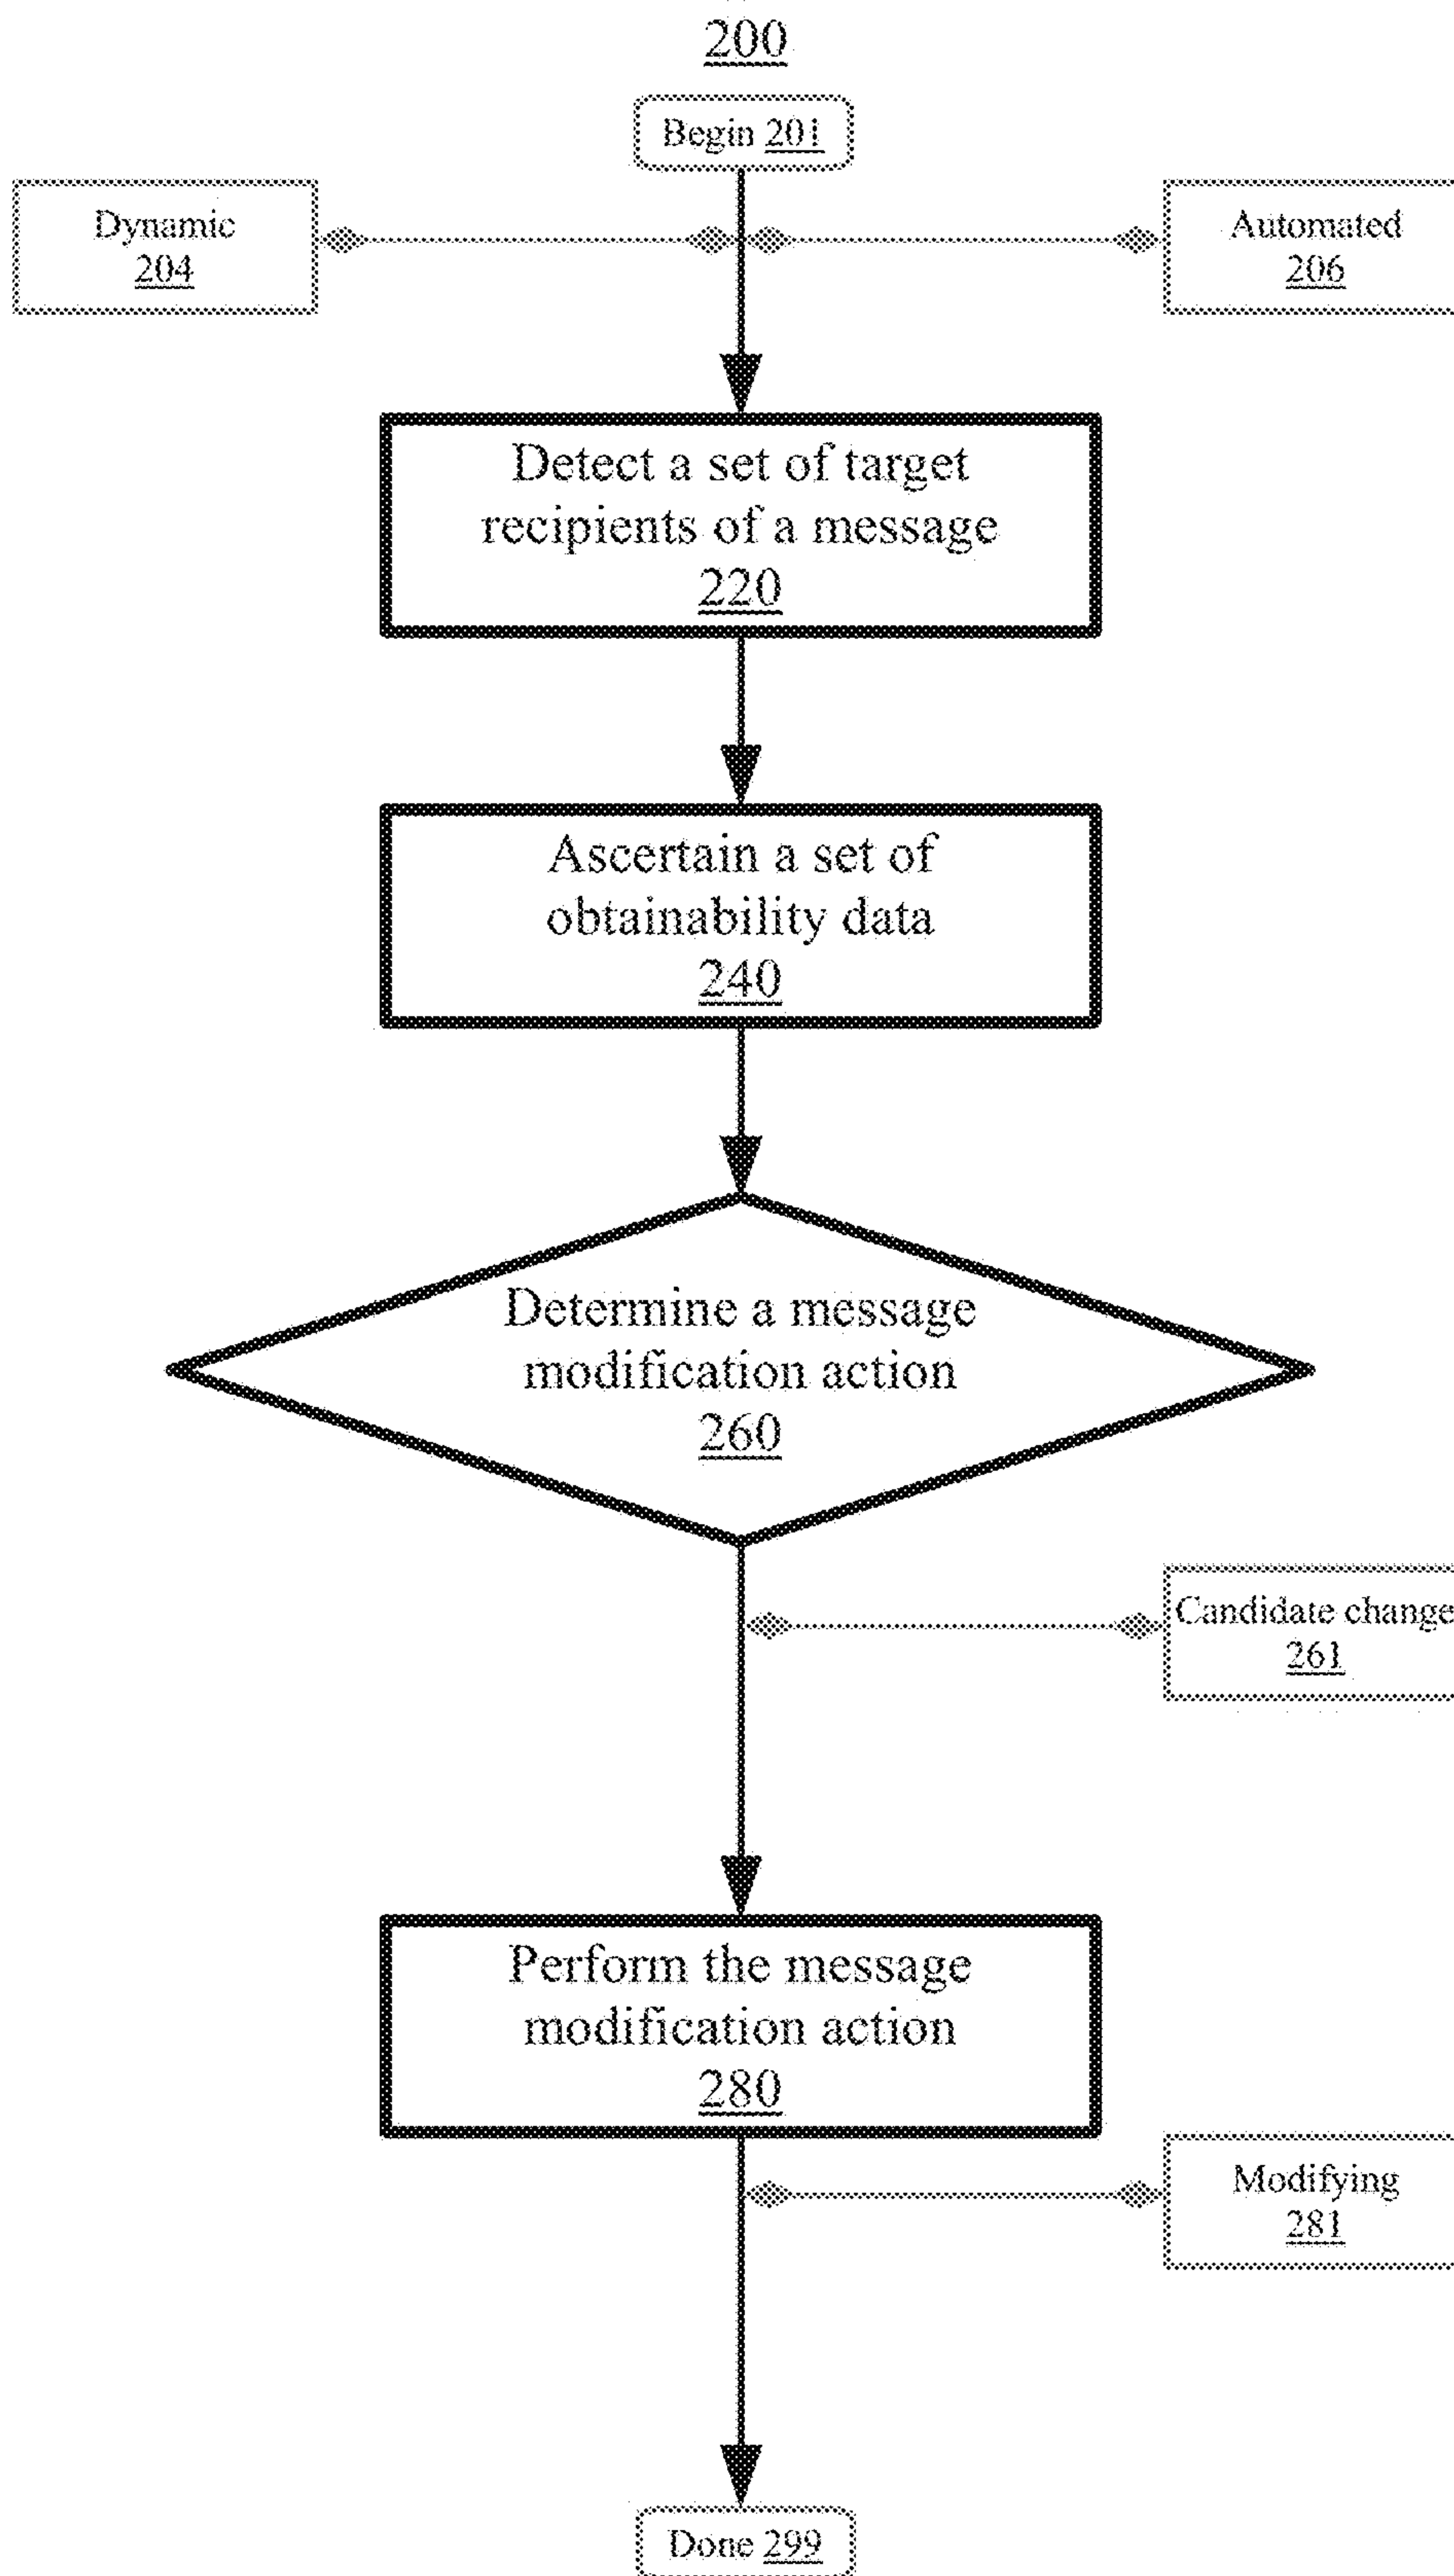 200
Begin 201
Dynamic
204
Automated
206
Detect a set of target
recipients of a message
220
Ascertain a set of
obtainability data
240
Determine a message
modification action
260
Candidate change
261
Perform the message
modification action
280
Modifying
281
Done 299